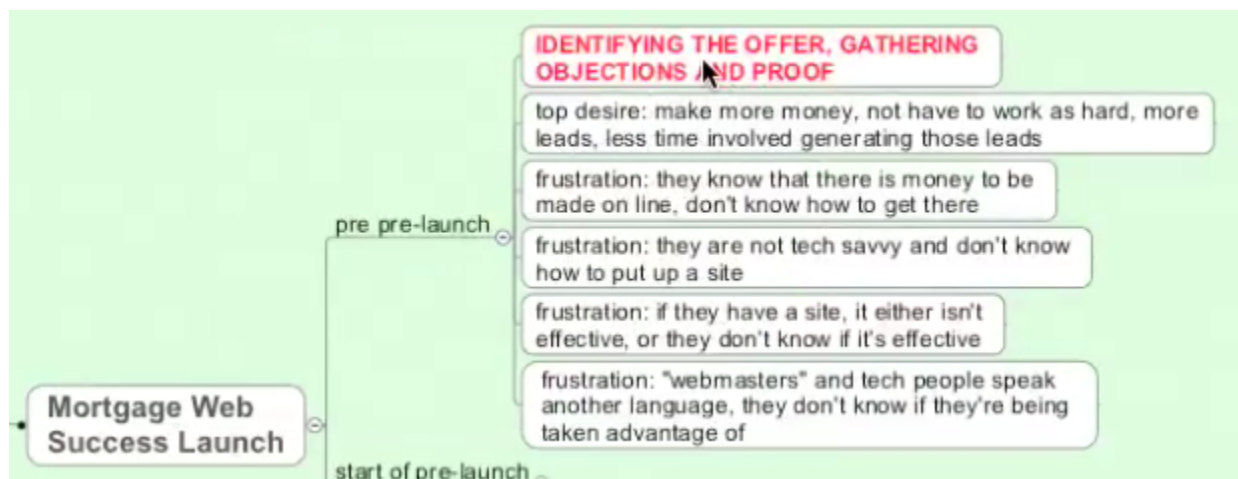 IDENTIFYING THE OFFER, GATHERING
OBJECTIONS AND PROOF
top desire: make more money, not have to work as hard, more
leads, less time involved generating those leads
frustration: they know that there is money to be
made on line, don't know how to get there
pre pre-launch
frustration: they are not tech savvy and don't know
how to put up a site
frustration: if they have a site, it either isn't
effective, or they don't know if it's effective
frustration: "webmasters" and tech people speak
another language, they don't know if they're being
taken advantage of
Mortgage Web
Success Launch
start of pre-launch